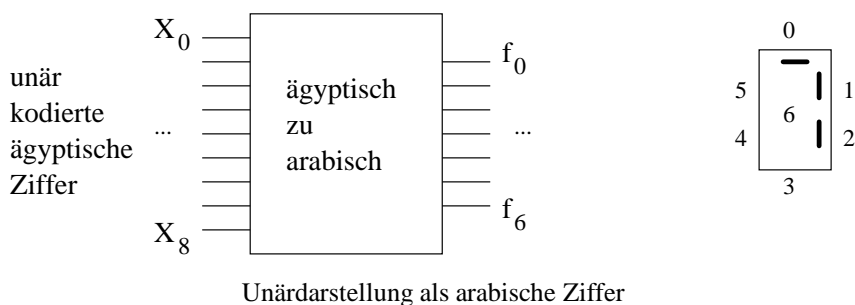 X0
unär
kodierte
ägyptische
Ziffer
...
X8
ägyptisch
zu
arabisch
f0
...
f6
0
5
1
6
4
2
3
Unärdarstellung als arabische Ziffer